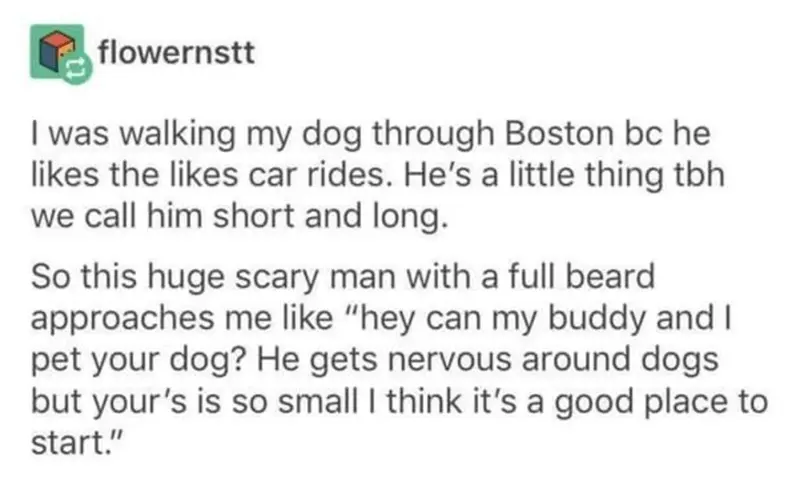 flowernstt
I was walking my dog through Boston bc he
likes the likes car rides. He's a little thing tbh
we call him short and long.
So this huge scary man with a full beard
approaches me like “hey can my buddy and I
pet your dog? He gets nervous around dogs
but your's is so small I think it's a good place to
start.”